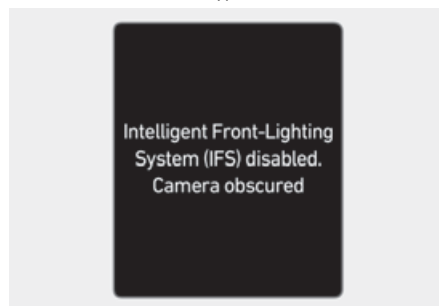 Intelligent Front-Lighting
System (IFS) disabled.
Camera obscured